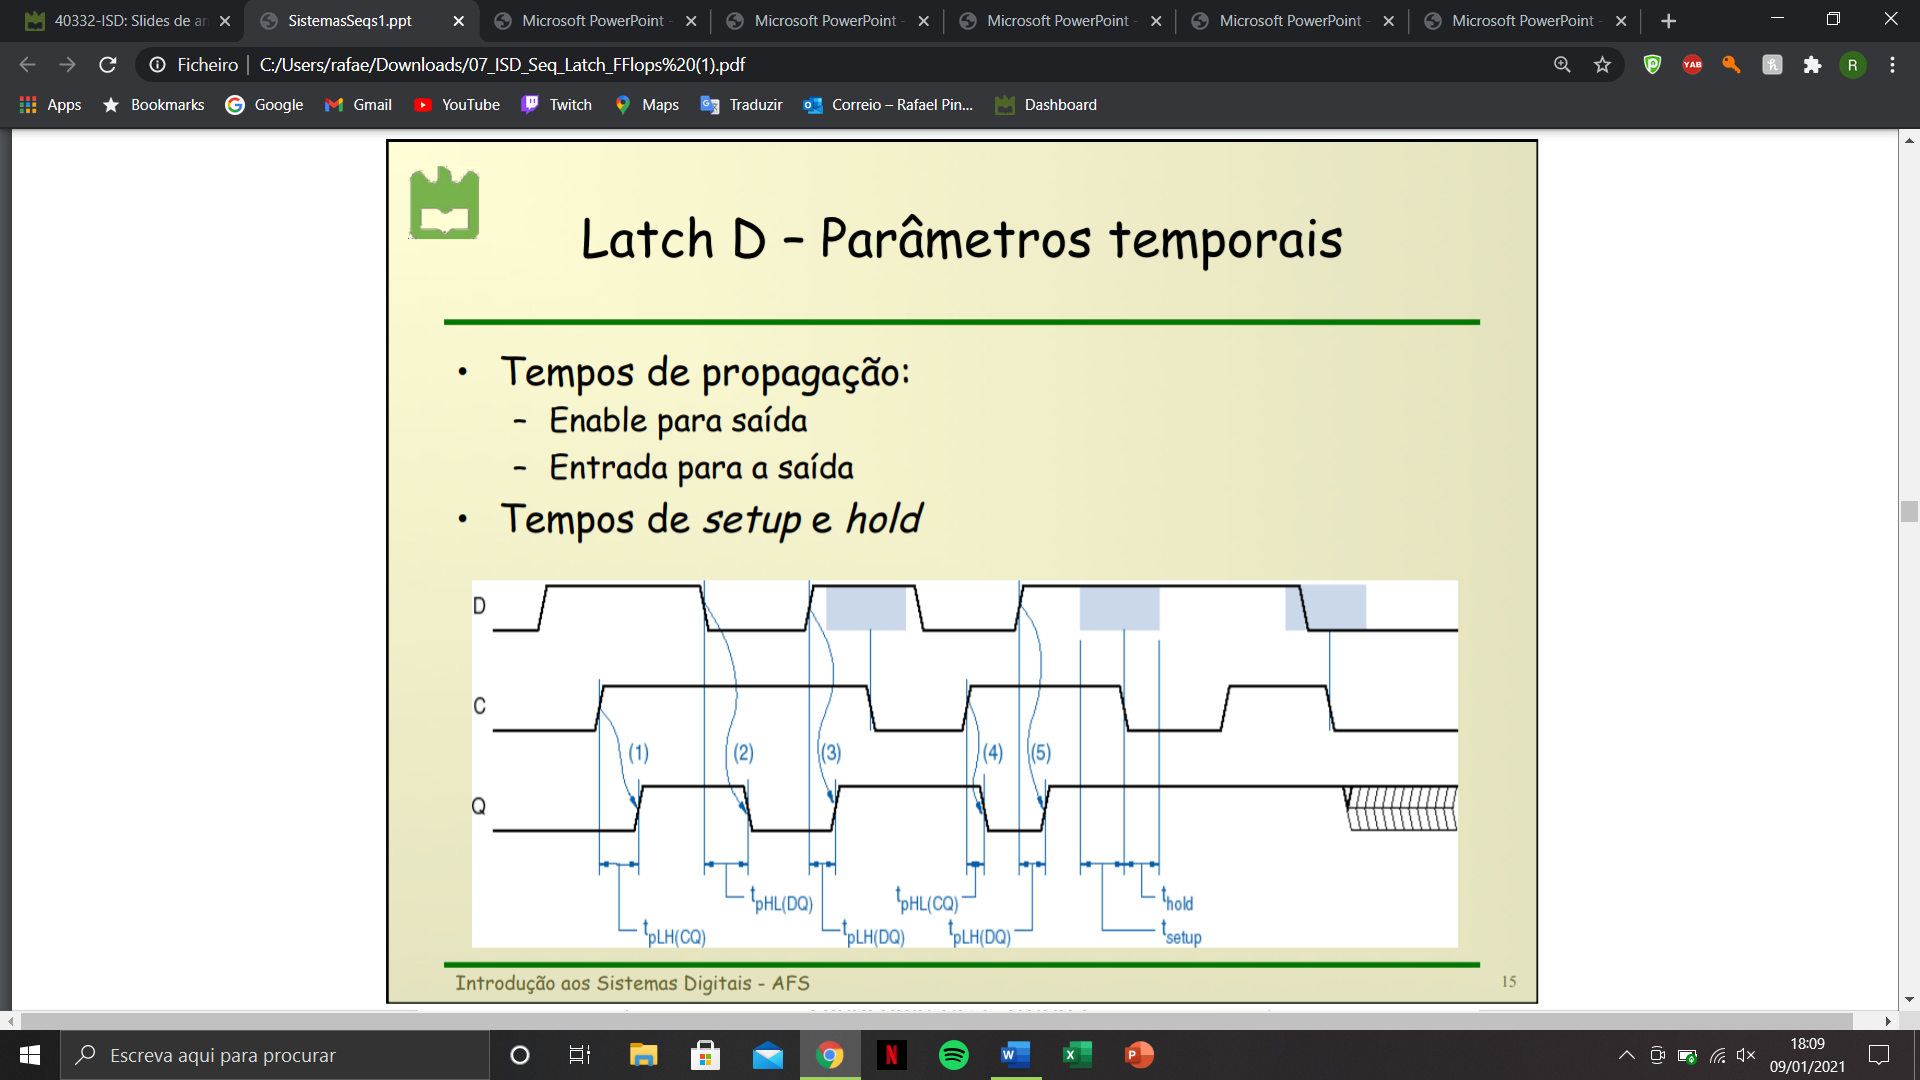 40332-ISD: Slides de au
SistemasSeqs1.ppt
Microsoft PowerPoint -
Microsoft PowerPoint -
Microsoft PowerPoint -
Microsoft PowerPoint -
Microsoft PowerPoint -
Ficheiro
C:/Users/rafae/Downloads/07_ISD_Seq_Latch_FFlops%20(1).pdf
YAB
R
Apps
Bookmarks
Google
Gmail
YouTube
Twitch
Maps
Traduzir
Correio – Rafael Pin...
Dashboard
Latch D – Parâmetros temporais
• Tempos de propagação:
– Enable para saída
– Entrada para a saída
• Tempos de setup e hold
D
C
(1) (2) (3) (4) (5)
Q
tpHL(DQ) tpHL(CQ) thold
tpLH(CQ) tpLH(DQ) tpLH(DQ) tsetup
Introdução aos Sistemas Digitais - AFS
15
Escreva aqui para procurar
18:09
09/01/2021